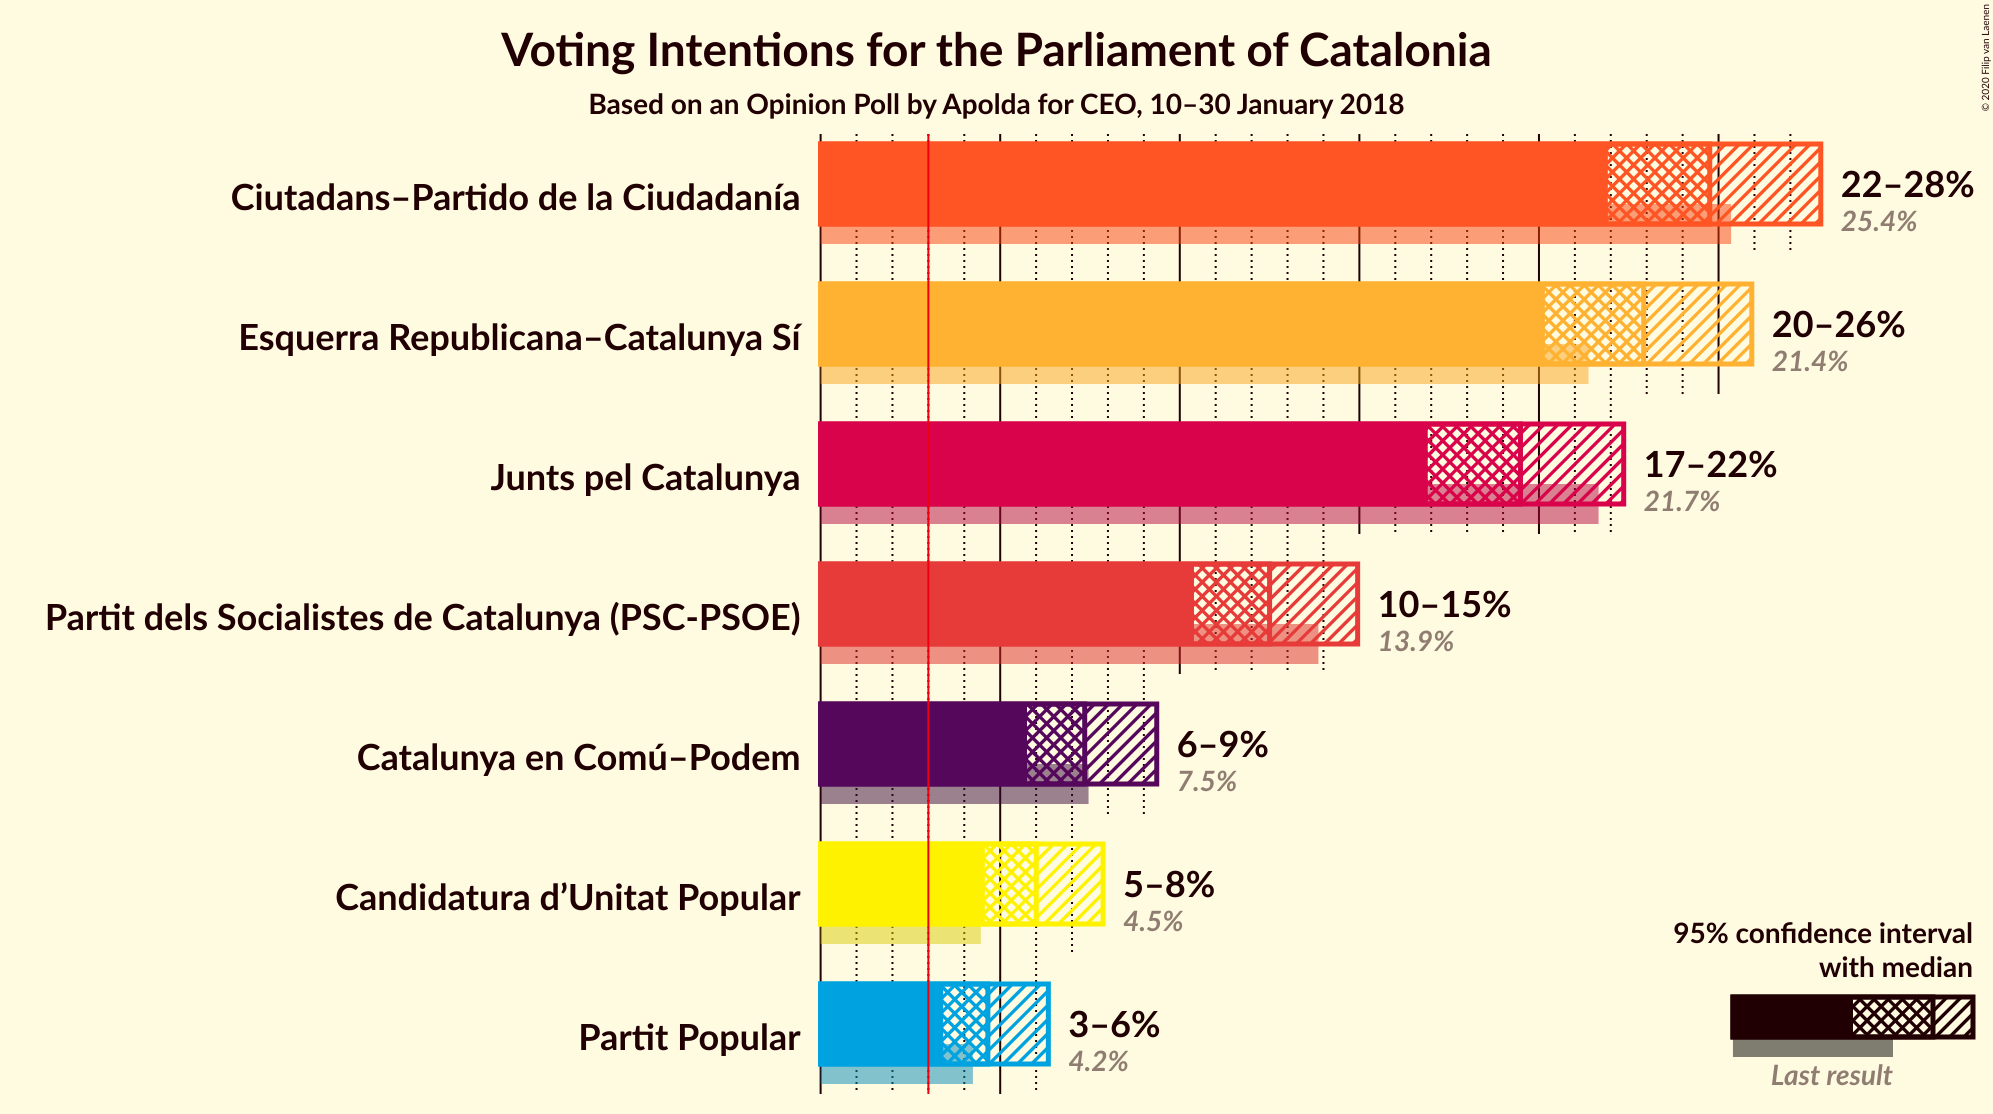 Voting Intentions for the Parliament of Catalonia
Based on an Opinion Poll by Apolda for CEO, 10–30 January 2018
© 2020 Filip van Laenen
Ciutadans–Partido de la Ciudadanía
22–28%
25.4%
Esquerra Republicana–Catalunya Sí
20–26%
21.4%
Junts pel Catalunya
17–22%
21.7%
Partit dels Socialistes de Catalunya (PSC-PSOE)
10–15%
13.9%
Catalunya en Comú–Podem
6–9%
7.5%
Candidatura d’Unitat Popular
5–8%
4.5%
Partit Popular
3–6%
4.2%
95% confidence interval
with median
Last result